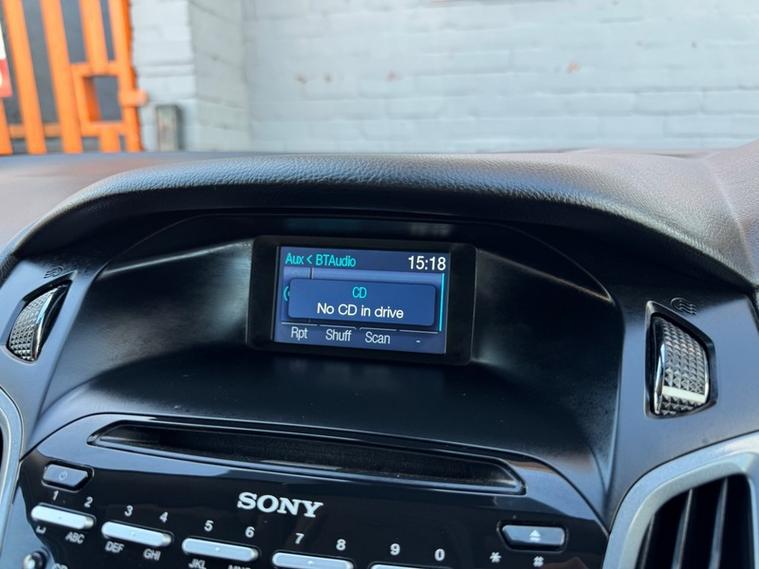 Aux < BTAudio 15:18
CD
No CD in drive
Rpt Shuff Scan -
SONY
1 2 3 4 5 6 7 8 9 0 * #
ABC DEF GHI JKL